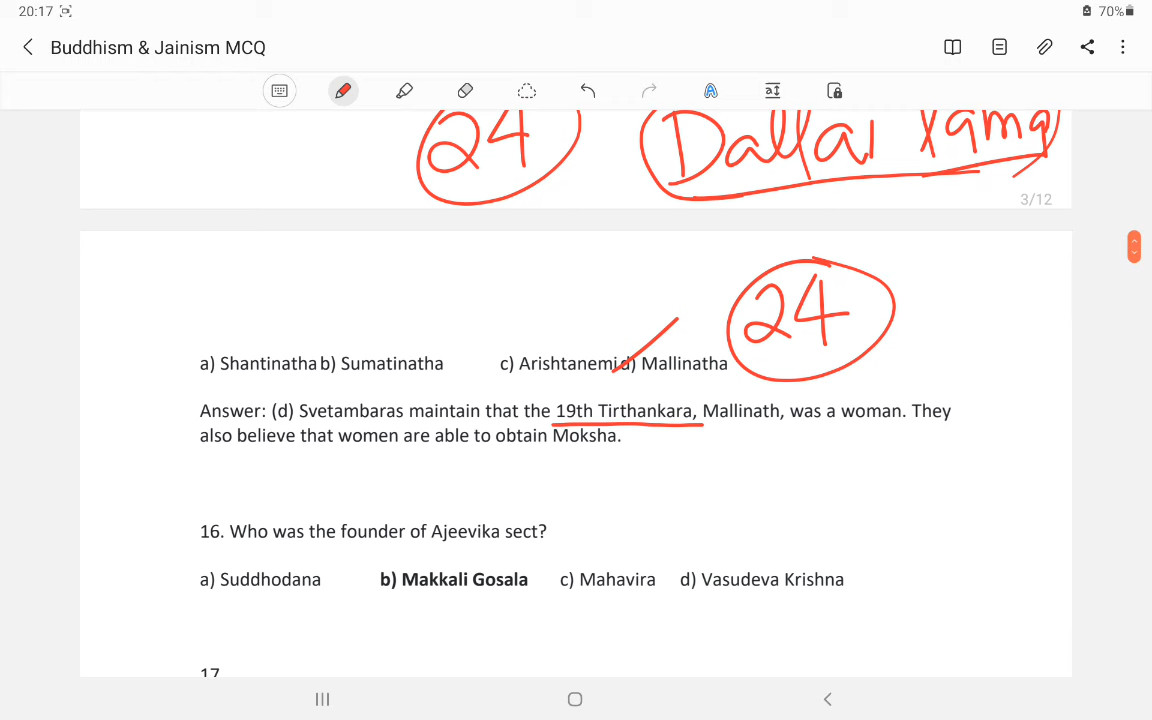 20:17
70%
Buddhism & Jainism MCQ
24
3/12
24
a) Shantinatha b) Sumatinatha c) Arishtanemi d) Mallinatha
Answer: (d) Svetambaras maintain that the 19th Tirthankara, Mallinath, was a woman. They
also believe that women are able to obtain Moksha.
16. Who was the founder of Ajeevika sect?
a) Suddhodana b) Makkali Gosala c) Mahavira d) Vasudeva Krishna
17